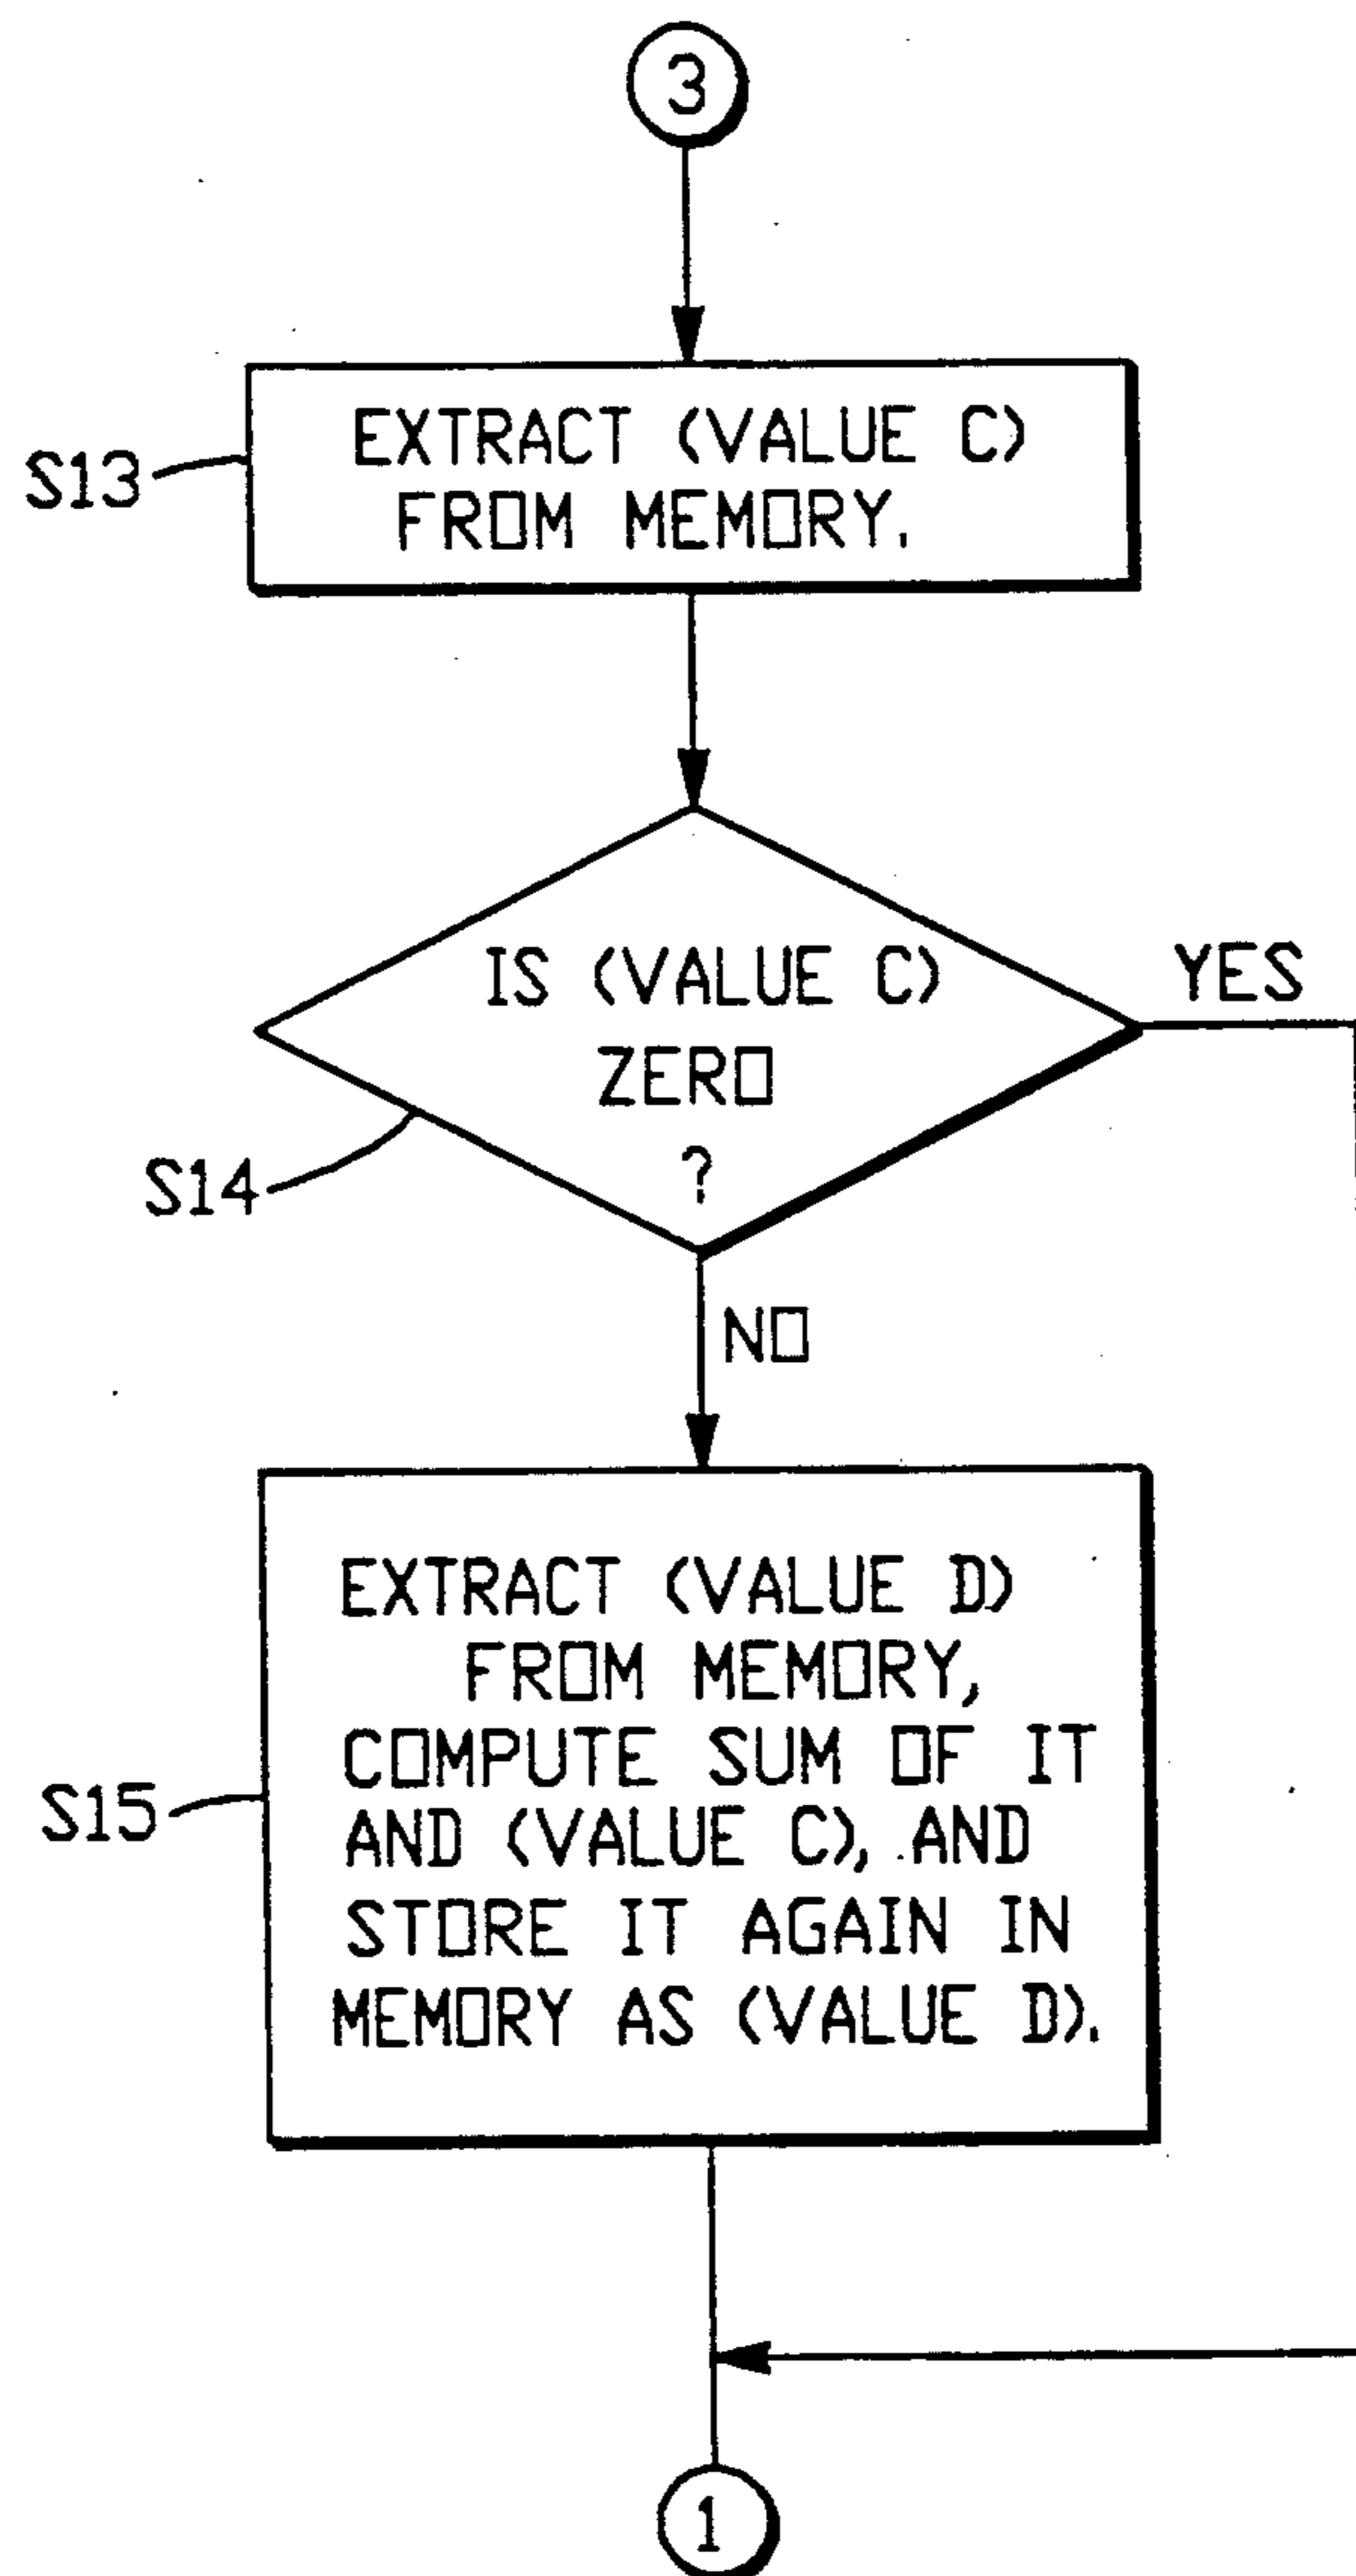 3
EXTRACT (VALUE C)
FROM MEMORY.
S13
IS (VALUE C)
ZERO
?
YES
S14
NO
EXTRACT (VALUE D)
FROM MEMORY,
COMPUTE SUM OF IT
AND (VALUE C), AND
STORE IT AGAIN IN
MEMORY AS (VALUE D).
S15
1